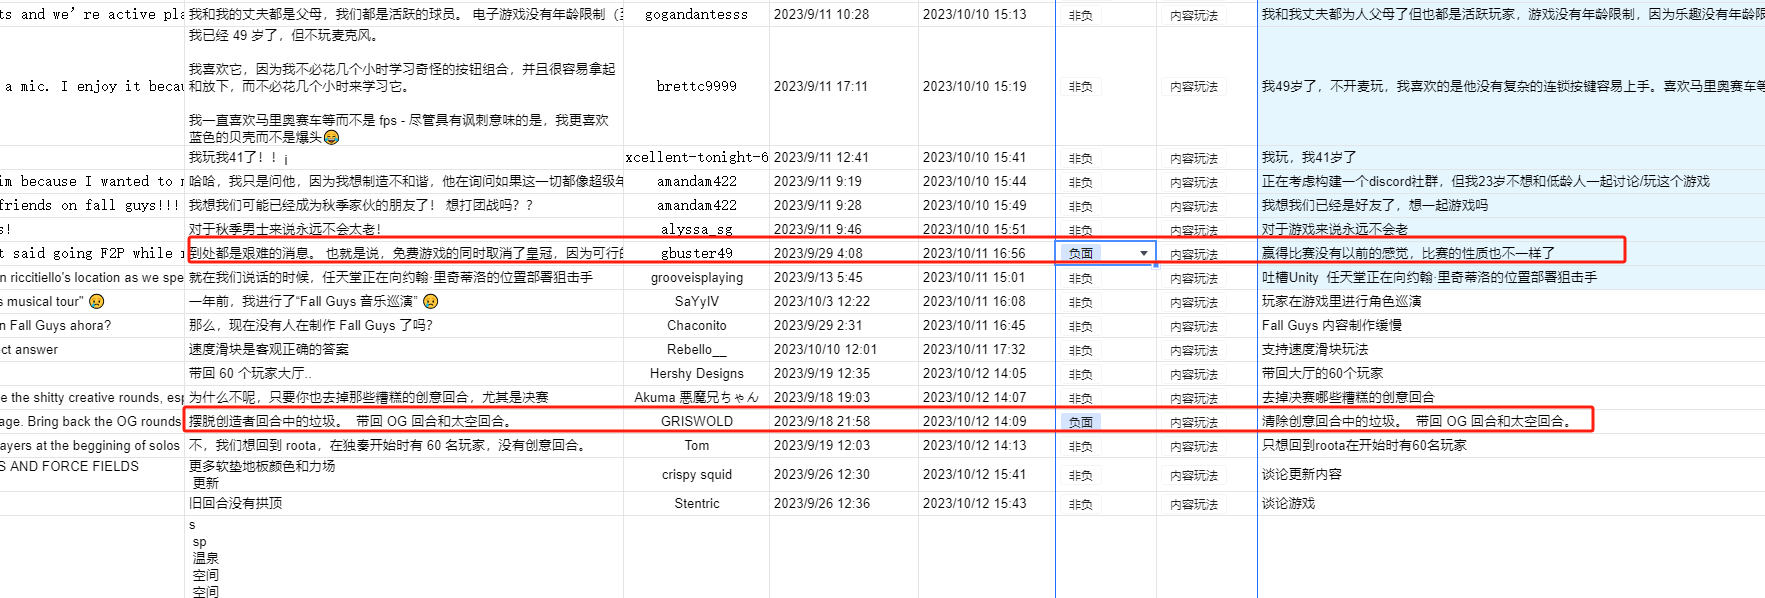 ts and we're active pla 我和我的丈夫都是父母，我们都是活跃的球员。 电子游戏没有年龄限制 gogandantesss 2023/9/11 10:28 2023/10/10 15:13 非负 内容玩法 我和我丈夫都为人父母了但也都是活跃玩家，游戏没有年龄限制，因为乐趣没有年龄限
我已经 49 岁了，但不玩麦克风。
我喜欢它，因为我不必花几个小时学习奇怪的按钮组合，并且很容易拿起
a mic. I enjoy it becau 和放下，而不必花几个小时来学习它。 brettc9999 2023/9/11 17:11 2023/10/10 15:19 非负 内容玩法 我49岁了，不开麦玩，我喜欢的是他没有复杂的连锁按键容易上手。喜欢马里奥赛车等
我一直喜欢马里奥赛车等而不是 fps - 尽管具有讽刺意味的是，我更喜欢
蓝色的贝壳而不是爆头😂
我玩我41了！！¡ xcellent-tonight-6 2023/9/11 12:41 2023/10/10 15:41 非负 内容玩法 我玩，我41岁了
im because I wanted to 哈哈，我只是问他，因为我想制造不和谐，他在询问如果这一切都像超级年 amandam422 2023/9/11 9:19 2023/10/10 15:44 非负 内容玩法 正在考虑构建一个discord社群，但我23岁不想和低龄人一起讨论/玩这个游戏
friends on fall guys!!! 我想我们可能已经成为秋季家伙的朋友了！ 想打团战吗？？ amandam422 2023/9/11 9:28 2023/10/10 15:49 非负 内容玩法 我想我们已经是好友了，想一起游戏吗
s! 对于秋季男士来说永远不会太老！ alyssa_sg 2023/9/11 9:46 2023/10/10 15:51 非负 内容玩法 对于游戏来说永远不会老
t said going F2P while 到处都是艰难的消息。 也就是说，免费游戏的同时取消了皇冠，因为可行的 gbuster49 2023/9/29 4:08 2023/10/11 16:56 负面 内容玩法 赢得比赛没有以前的感觉，比赛的性质也不一样了
n riccitiello's location as we spe 就在我们说话的时候，任天堂正在向约翰·里奇蒂洛的位置部署狙击手 grooveisplaying 2023/9/13 5:45 2023/10/11 15:01 非负 内容玩法 吐槽Unity 任天堂正在向约翰·里奇蒂洛的位置部署狙击手
s musical tour" 😢 一年前，我进行了“Fall Guys 音乐巡演” 😢 SaYyIV 2023/10/3 12:22 2023/10/11 16:08 非负 内容玩法 玩家在游戏里进行角色巡演
n Fall Guys ahora? 那么，现在没有人在制作 Fall Guys 了吗？ Chaconito 2023/9/29 2:31 2023/10/11 16:45 非负 内容玩法 Fall Guys 内容制作缓慢
ct answer 速度滑块是客观正确的答案 Rebello__ 2023/10/10 12:01 2023/10/11 17:32 非负 内容玩法 支持速度滑块玩法
带回 60 个玩家大厅.. Hershy Designs 2023/9/19 12:35 2023/10/12 14:05 非负 内容玩法 带回大厅的60个玩家
e the shitty creative rounds, esp 为什么不呢，只要你也去掉那些糟糕的创意回合，尤其是决赛 Akuma 悪魔兄ちゃん 2023/9/18 19:03 2023/10/12 14:07 非负 内容玩法 去掉决赛哪些糟糕的创意回合
age. Bring back the OG rounds 摆脱创造者回合中的垃圾。 带回 OG 回合和太空回合。 GRISWOLD 2023/9/18 21:58 2023/10/12 14:09 负面 内容玩法 清除创意回合中的垃圾。 带回 OG 回合和太空回合。
ayers at the beggining of solos 不，我们想回到 roota，在独奏开始时有 60 名玩家，没有创意回合。 Tom 2023/9/19 12:03 2023/10/12 14:13 非负 内容玩法 只想回到roota在开始时有60名玩家
S AND FORCE FIELDS 更多软垫地板颜色和力场
更新 crispy squid 2023/9/26 12:30 2023/10/12 15:41 非负 内容玩法 谈论更新内容
旧回合没有拱顶 Stentric 2023/9/26 12:36 2023/10/12 15:43 非负 内容玩法 谈论游戏
s
sp
温泉
空间
空间